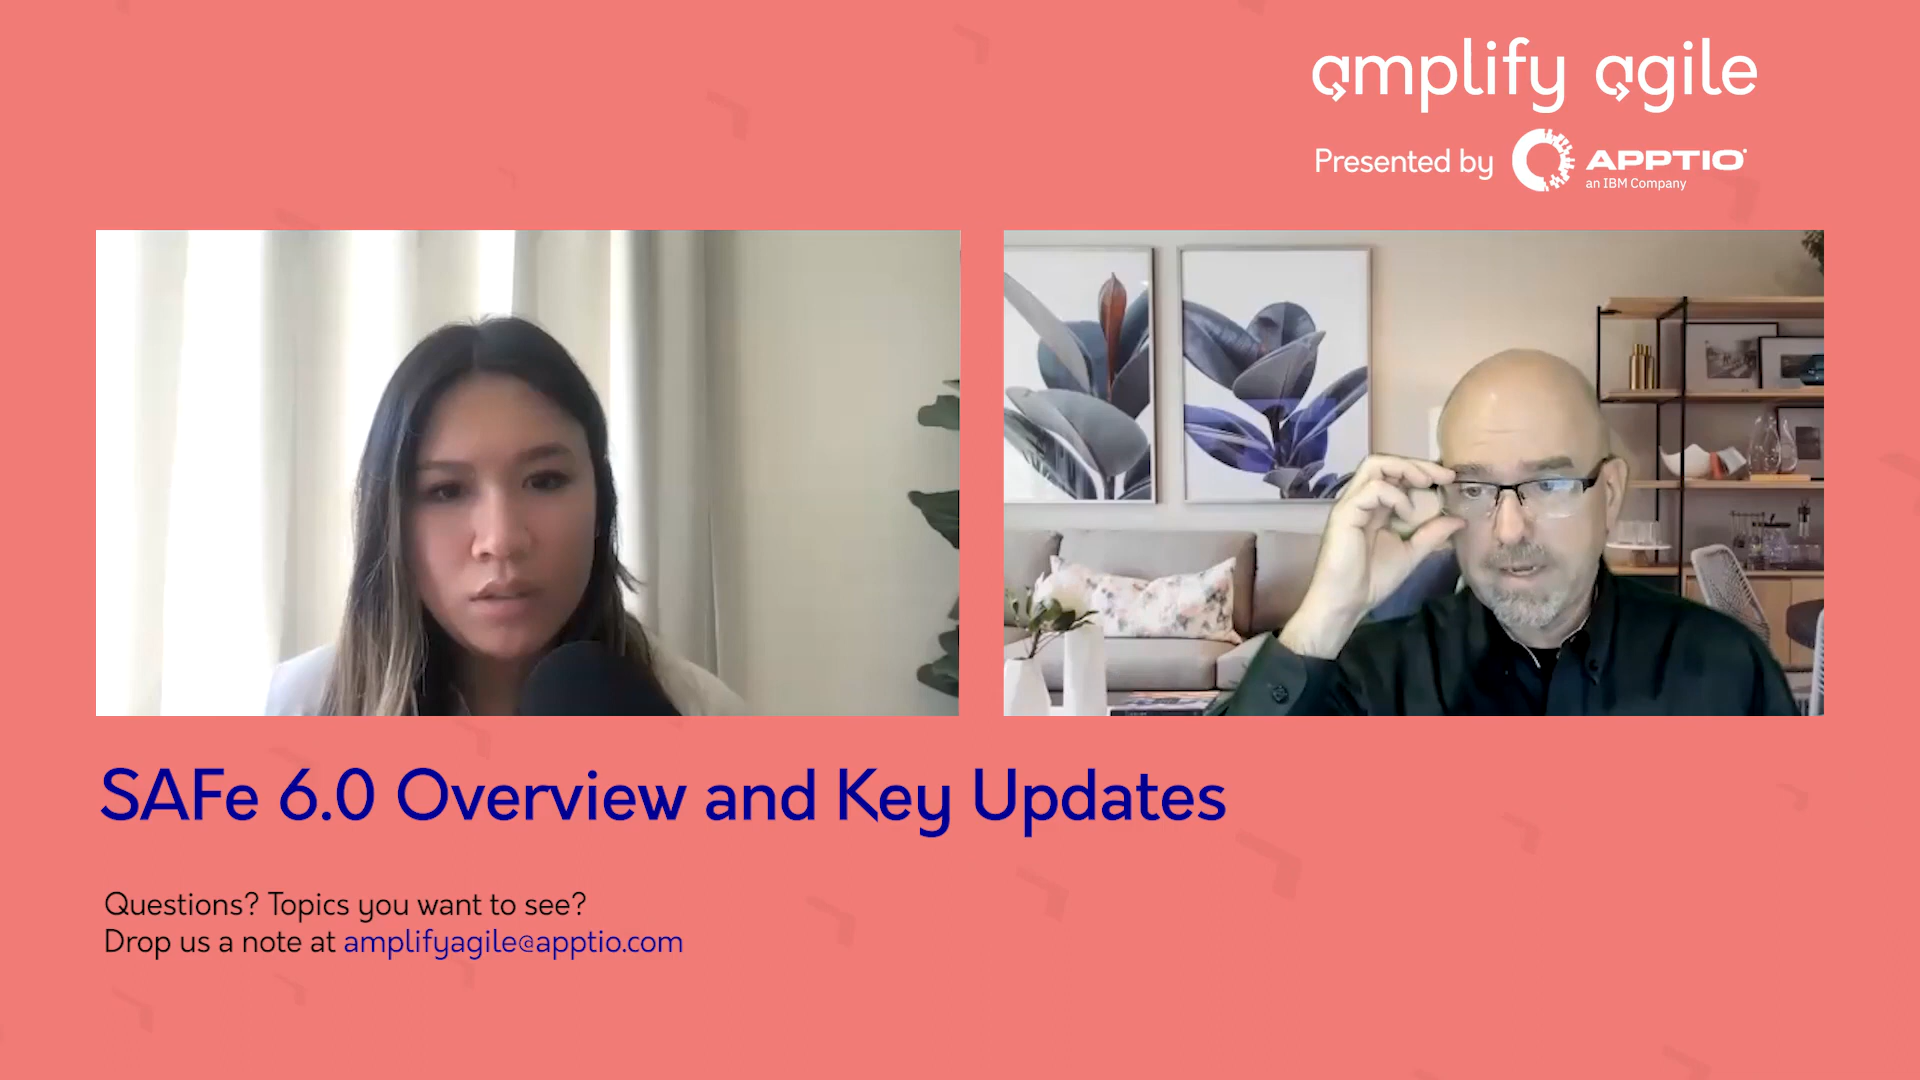 amplify agile
Presented by APPTIO
an IBM Company
SAFe 6.0 Overview and Key Updates
Questions? Topics you want to see?
Drop us a note at amplifyagile@apptio.com